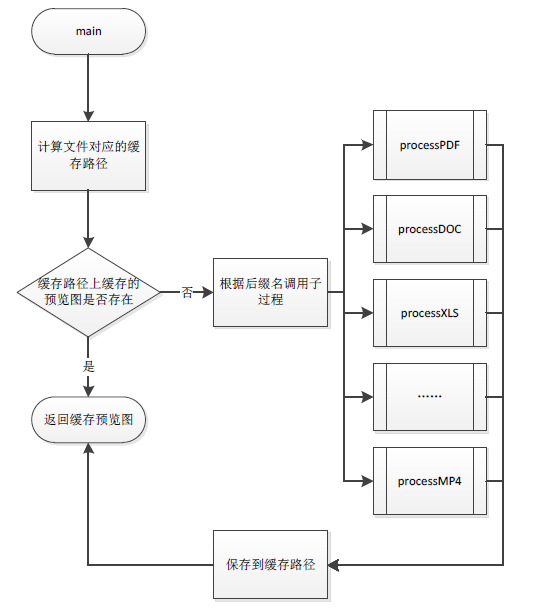 main
计算文件对应的缓
存路径
缓存路径上缓存的
预览图是否存在
否
根据后缀名调用子
过程
processPDF
processDOC
processXLS
……
processMP4
是
返回缓存预览图
保存到缓存路径